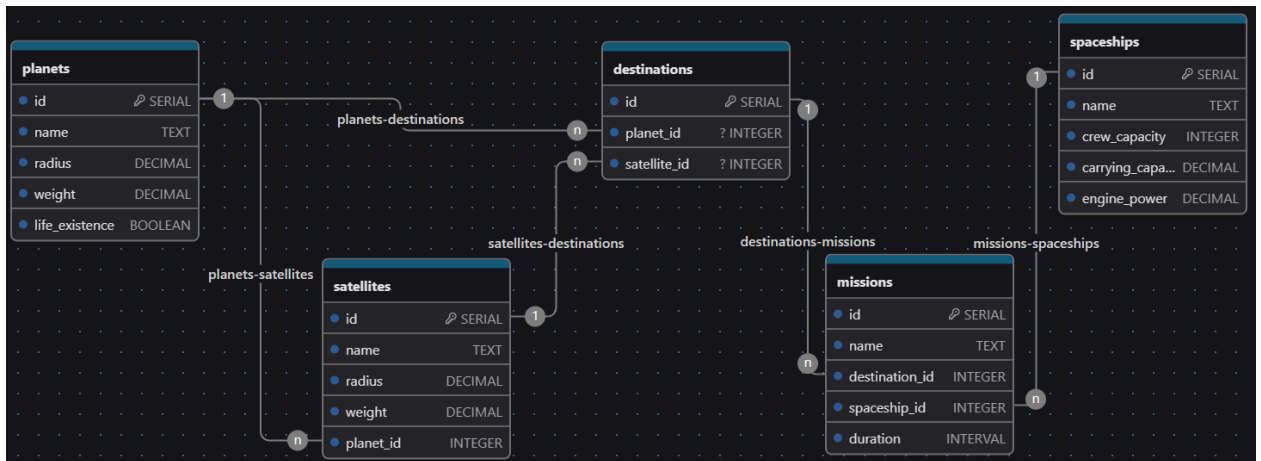 planets
id SERIAL
name TEXT
radius DECIMAL
weight DECIMAL
life_existence BOOLEAN
1
planets-destinations
n
n
planets-satellites
n
satellites
id SERIAL
name TEXT
radius DECIMAL
weight DECIMAL
planet_id INTEGER
1
satellites-destinations
destinations
id SERIAL
planet_id ? INTEGER
satellite_id ? INTEGER
1
destinations-missions
n
missions
id SERIAL
name TEXT
destination_id INTEGER
spaceship_id INTEGER
duration INTERVAL
n
missions-spaceships
1
spaceships
id SERIAL
name TEXT
crew_capacity INTEGER
carrying_capa... DECIMAL
engine_power DECIMAL